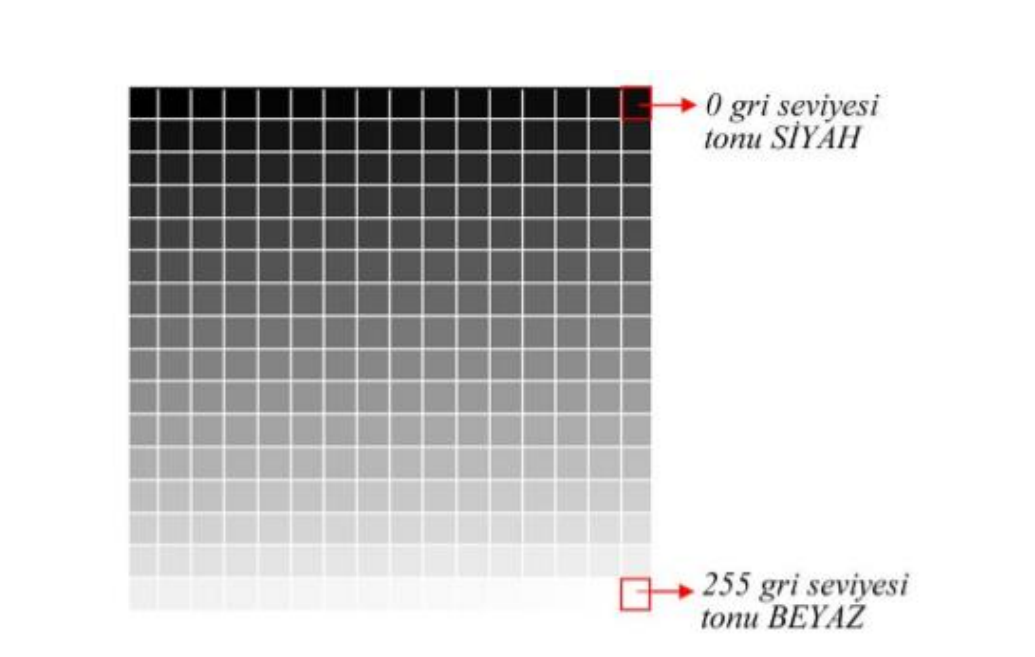 0 gri seviyesi
tonu SİYAH
255 gri seviyesi
tonu BEYAZ